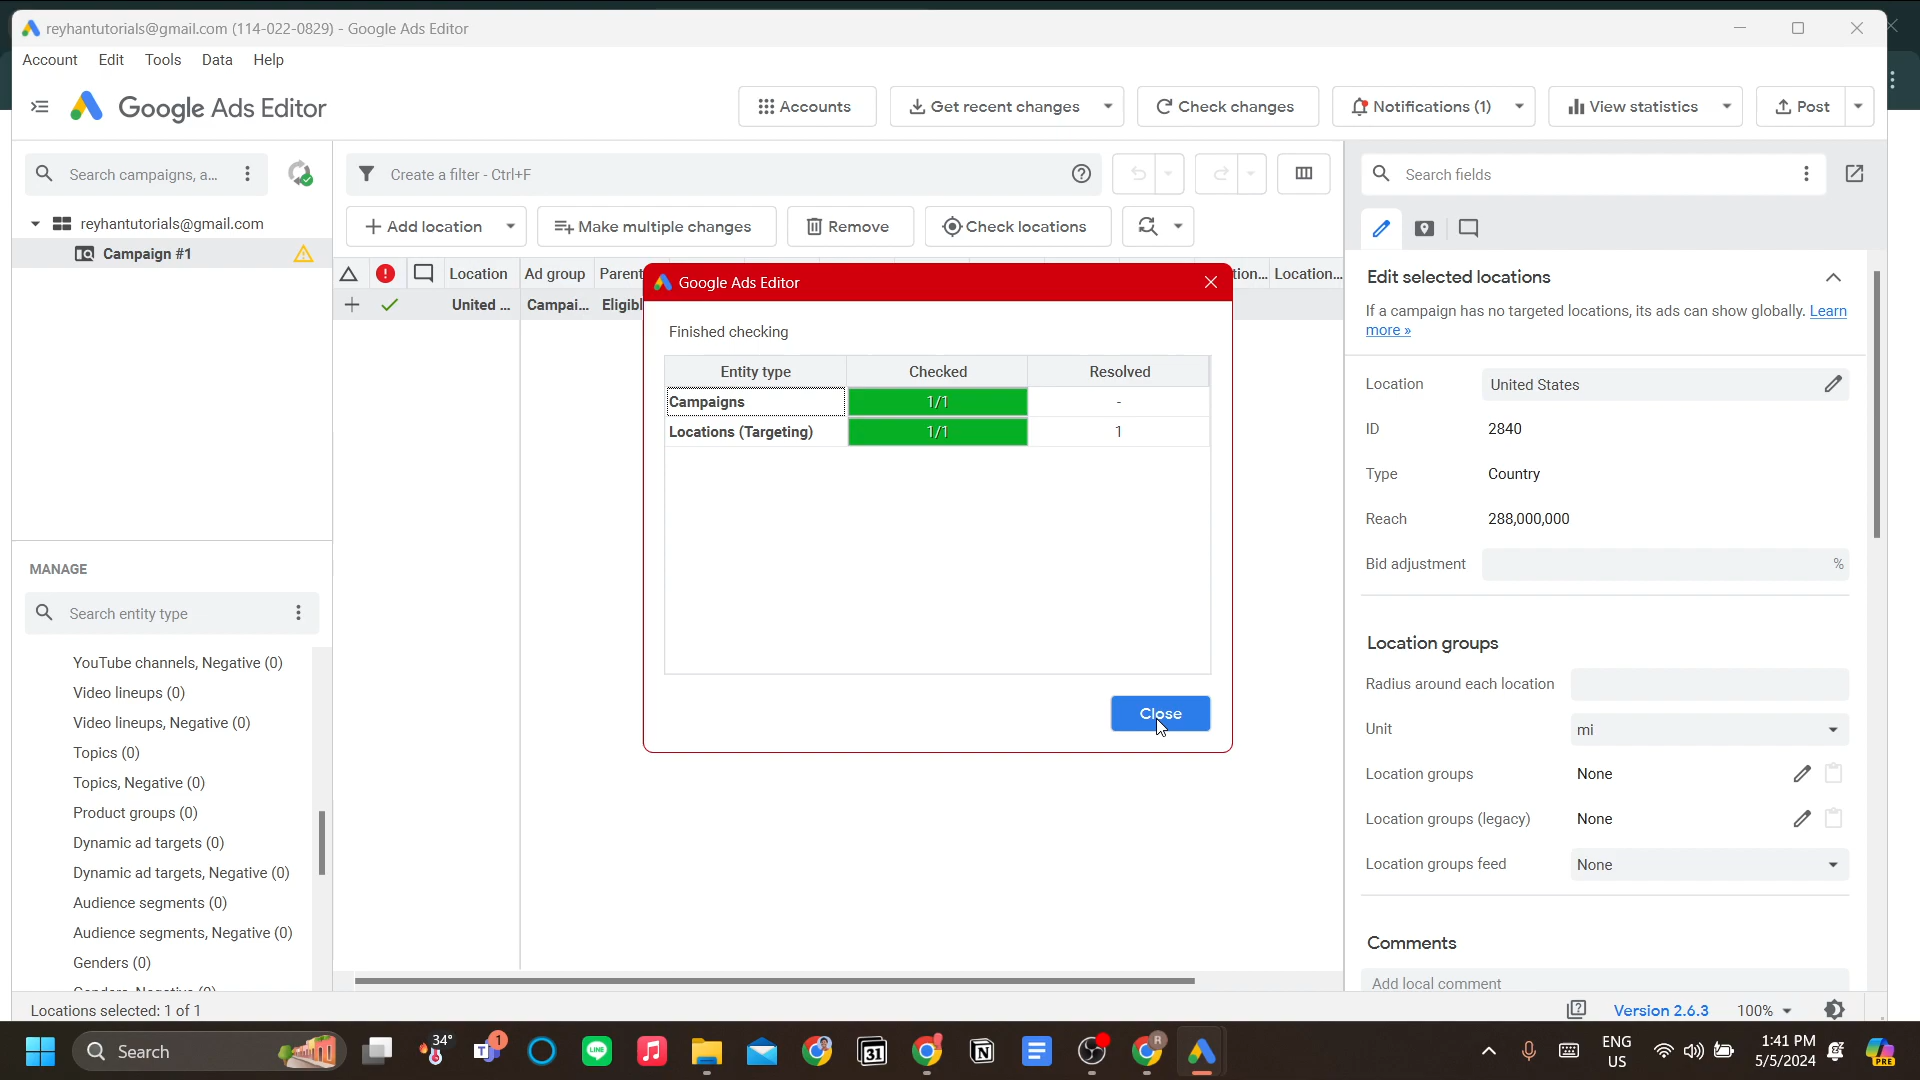 reyhantutorials@gmail.com (114-022-0829) - Google Ads Editor
Account Edit Tools Data Help
Google Ads Editor
Accounts
Get recent changes
Check changes
Notifications (1)
View statistics
Post
Search campaigns, a...
Create a filter - Ctrl+F
Search fields
reyhantutorials@gmail.com
Campaign #1
Add location
Make multiple changes
Remove
Check locations
Location Ad group Parent
tion... Location...
United ... Campai... Eligibl
Google Ads Editor
Finished checking
Entity type Checked Resolved
Campaigns 1/1 -
Locations (Targeting) 1/1 1
Close
Edit selected locations
If a campaign has no targeted locations, its ads can show globally. Learn
more »
Location United States
ID 2840
Type Country
Reach 288,000,000
Bid adjustment %
Location groups
Radius around each location
Unit mi
Location groups None
Location groups (legacy) None
Location groups feed None
Comments
Add local comment
MANAGE
Search entity type
YouTube channels, Negative (0)
Video lineups (0)
Video lineups, Negative (0)
Topics (0)
Topics, Negative (0)
Product groups (0)
Dynamic ad targets (0)
Dynamic ad targets, Negative (0)
Audience segments (0)
Audience segments, Negative (0)
Genders (0)
Genders, Negative (0)
Locations selected: 1 of 1
Version 2.6.3
100%
Search
34°
1
LINE
31
R
ENG
US
1:41 PM
5/5/2024
PRE